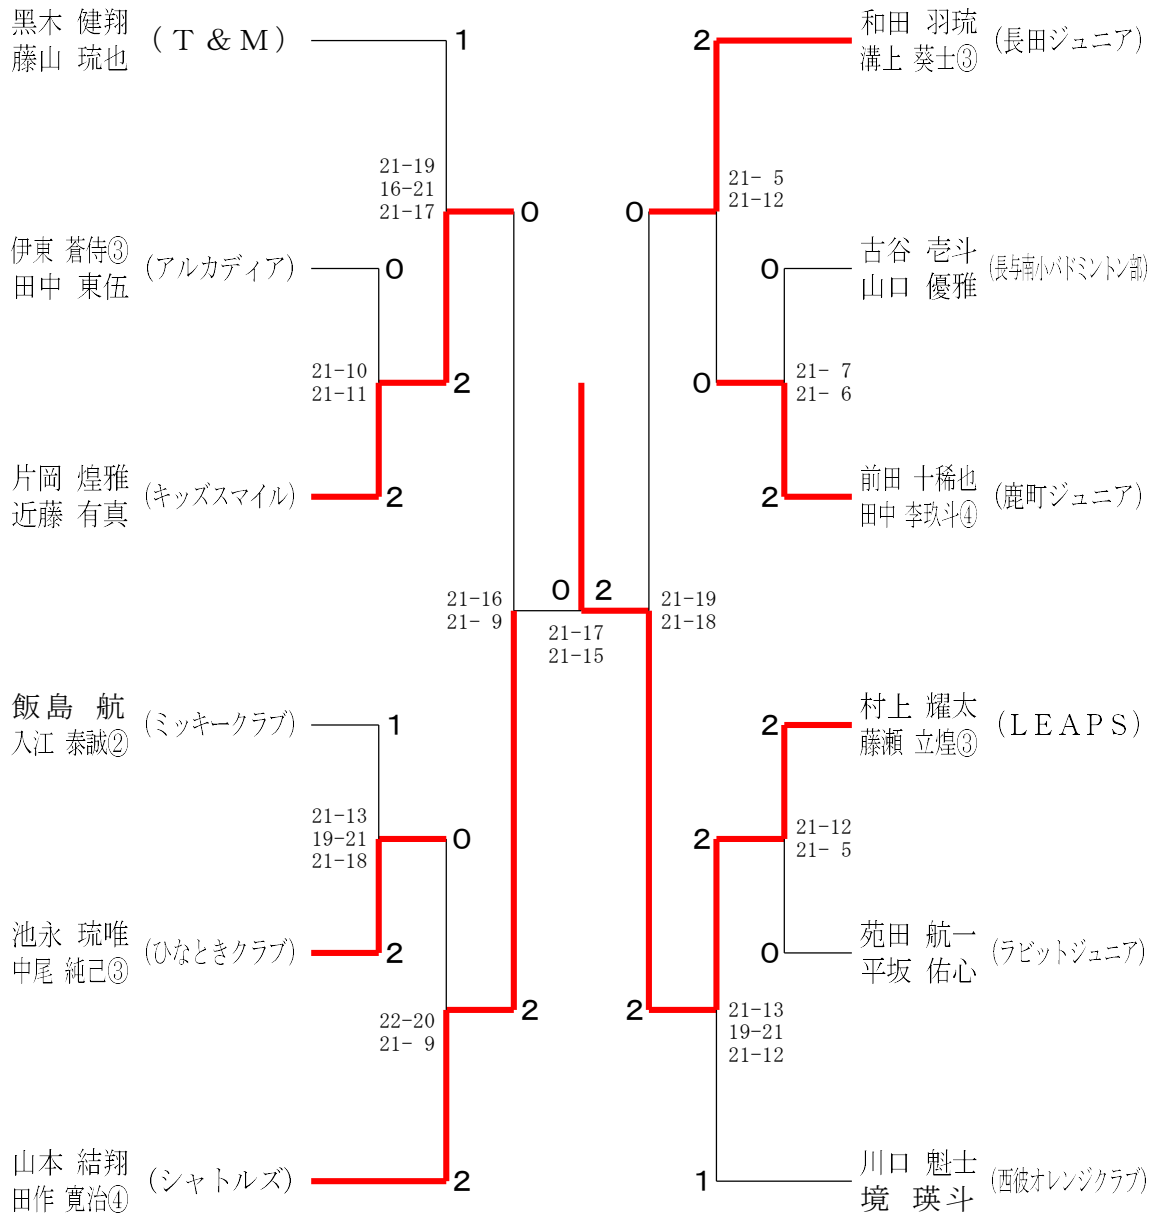 黒木 健翔
藤山 琉也
(T & M)
1
21-19
16-21
21-17
0
伊東 蒼侍③
田中 東伍
(アルカディア)
0
21-10
21-11
2
片岡 煌雅
近藤 有真
(キッズスマイル)
2
21-16
21- 9
0 2
21-17
21-15
飯島 航
入江 泰誠②
(ミッキークラブ)
1
21-13
19-21
21-18
0
池永 琉唯
中尾 純己③
(ひなときクラブ)
2
22-20
21- 9
2
山本 結翔
田作 寛治④
(シャトルズ)
2
2
和田 羽琉
溝上 葵士③
(長田ジュニア)
21- 5
21-12
0
0
古谷 壱斗
山口 優雅
(長与南小バドミントン部)
0
21- 7
21- 6
2
前田 十稀也
田中 李玖斗④
(鹿町ジュニア)
21-19
21-18
2
村上 耀太
藤瀬 立煌③
(LEAPS)
2
21-12
21- 5
0
苑田 航一
平坂 佑心
(ラビットジュニア)
2
21-13
19-21
21-12
1
川口 魁士
境 瑛斗
(西彼オレンジクラブ)